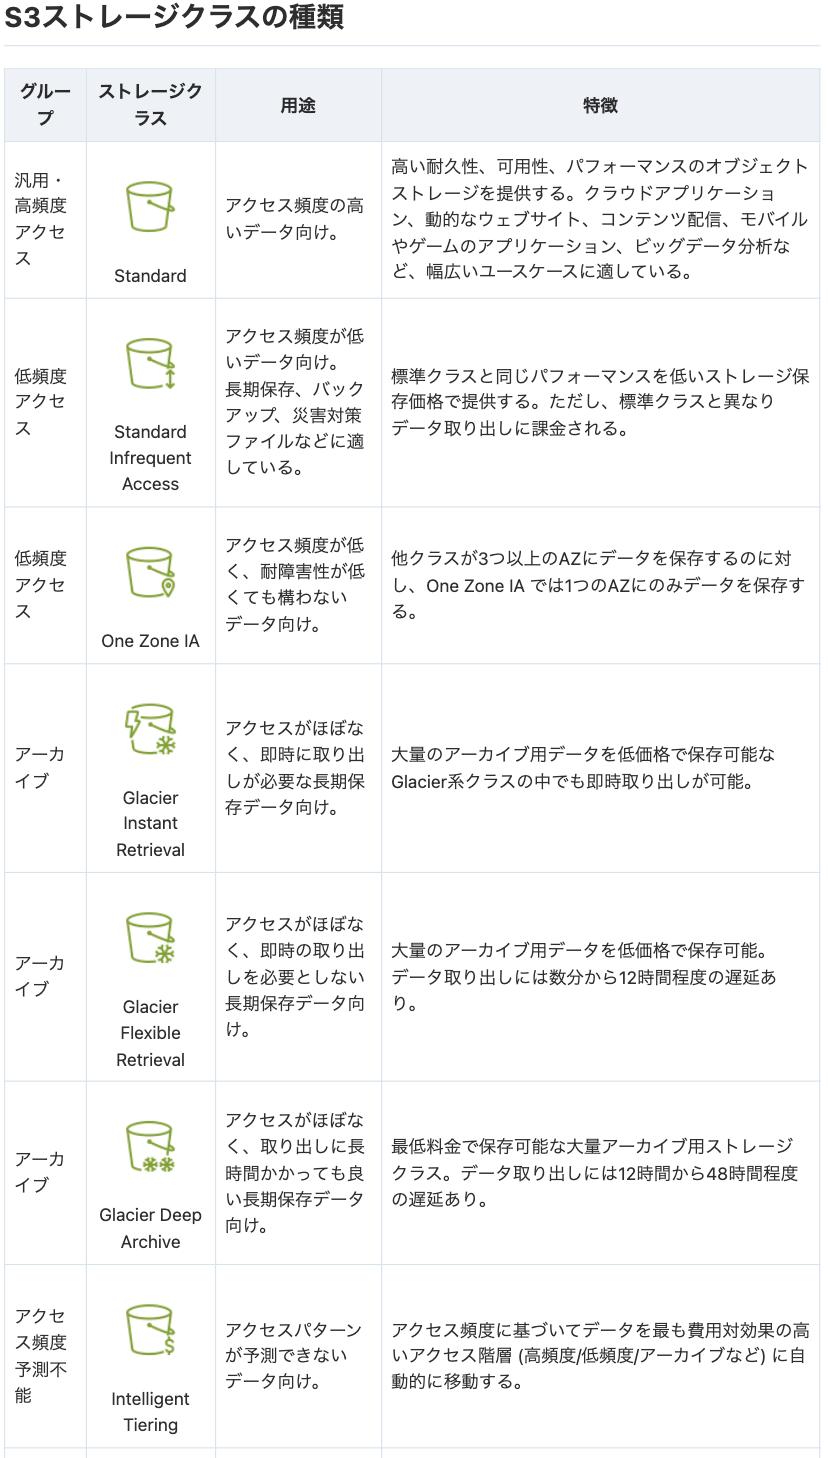 S3ストレージクラスの種類
グルー
プ
ストレージク
ラス
用途
特徴
汎用・
高頻度
アクセ
ス
Standard
アクセス頻度の高
いデータ向け。
高い耐久性、可用性、パフォーマンスのオブジェクト
ストレージを提供する。クラウドアプリケーショ
ン、動的なウェブサイト、コンテンツ配信、モバイル
やゲームのアプリケーション、ビッグデータ分析な
ど、幅広いユースケースに適している。
低頻度
アクセ
ス
Standard
Infrequent
Access
アクセス頻度が低
いデータ向け。
長期保存、バック
アップ、災害対策
ファイルなどに適
している。
標準クラスと同じパフォーマンスを低いストレージ保
存価格で提供する。ただし、標準クラスと異なり
データ取り出しに課金される。
低頻度
アクセ
ス
One Zone IA
アクセス頻度が低
く、耐障害性が低
くても構わない
データ向け。
他クラスが3つ以上のAZにデータを保存するのに対
し、One Zone IA では1つのAZにのみデータを保存す
る。
アーカ
イブ
Glacier
Instant
Retrieval
アクセスがほぼな
く、即時に取り出
しが必要な長期保
存データ向け。
大量のアーカイブ用データを低価格で保存可能な
Glacier系クラスの中でも即時取り出しが可能。
アーカ
イブ
Glacier
Flexible
Retrieval
アクセスがほぼな
く、即時の取り出
しを必要としない
長期保存データ向
け。
大量のアーカイブ用データを低価格で保存可能。
データ取り出しには数分から12時間程度の遅延あ
り。
アーカ
イブ
Glacier Deep
Archive
アクセスがほぼな
く、取り出しに長
時間かかっても良
い長期保存データ
向け。
最低料金で保存可能な大量アーカイブ用ストレージ
クラス。データ取り出しには12時間から48時間程度
の遅延あり。
アクセ
ス頻度
予測不
能
Intelligent
Tiering
アクセスパターン
が予測できない
データ向け。
アクセス頻度に基づいてデータを最も費用対効果の高
いアクセス階層 (高頻度/低頻度/アーカイブなど) に自
動的に移動する。